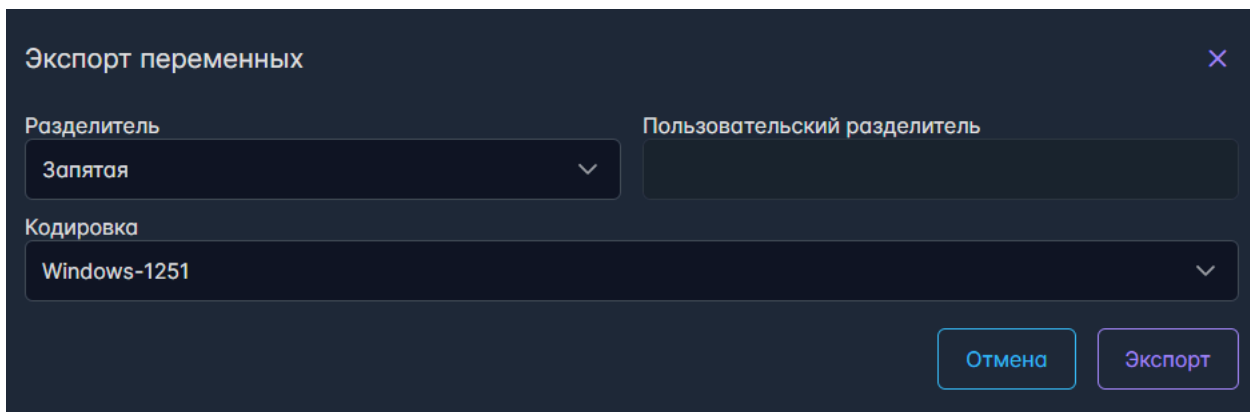 Экспорт переменных
Разделитель
Пользовательский разделитель
Запятая
Кодировка
Windows-1251
Отмена
Экспорт